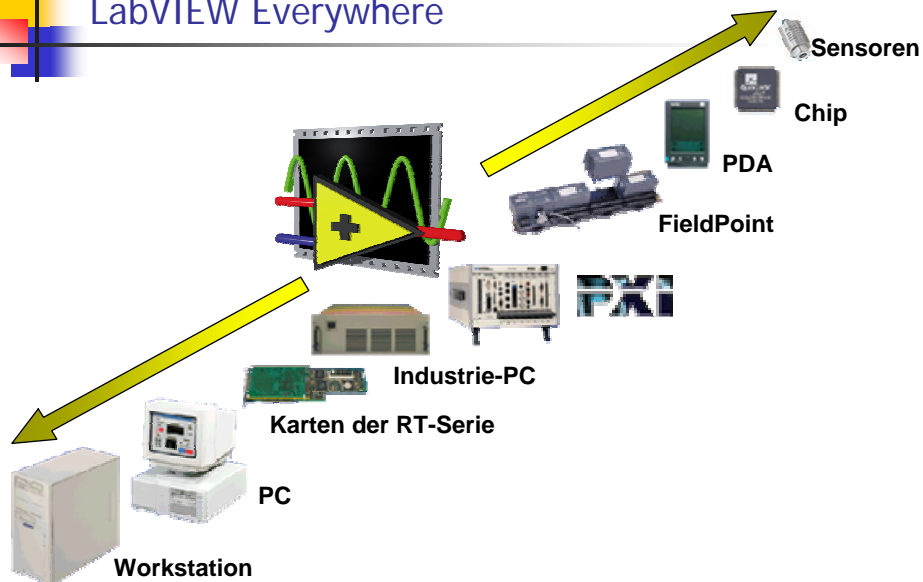 LabVIEW Everywhere
Sensoren
Chip
PDA
FieldPoint
PXI
Industrie-PC
Karten der RT-Serie
PC
Workstation